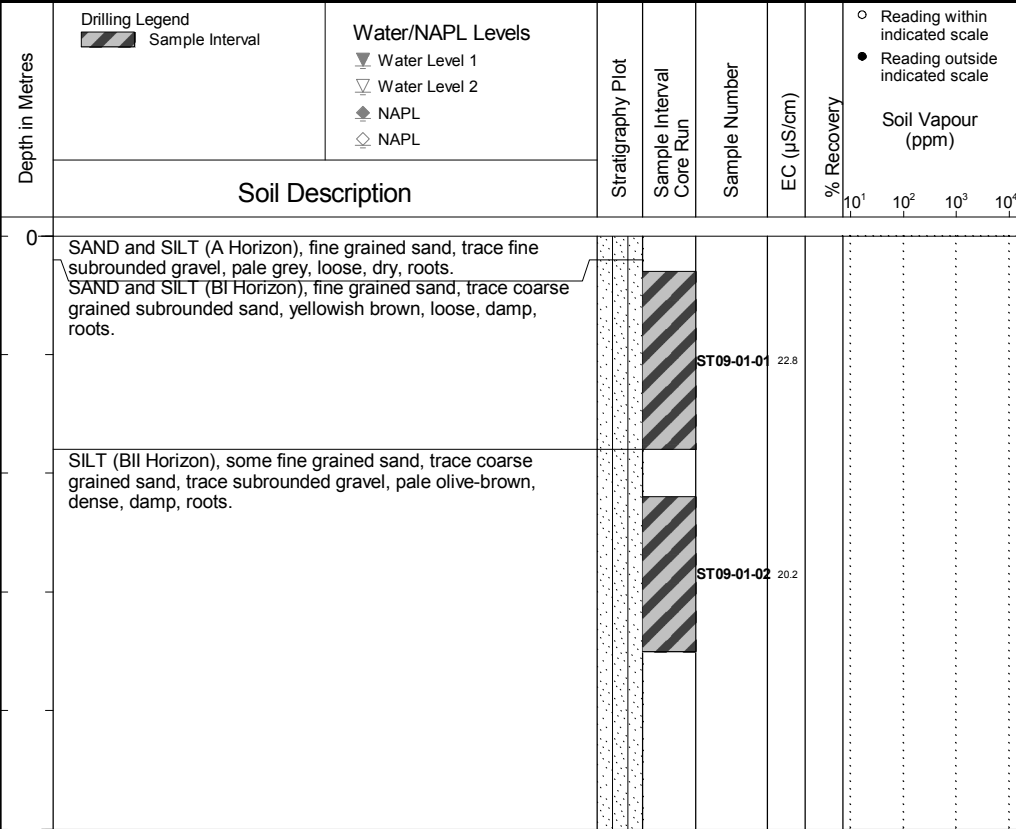 Drilling Legend
Sample Interval
Water/NAPL Levels
Water Level 1
Water Level 2
NAPL
NAPL
Depth in Metres
Soil Description
Stratigraphy Plot
Sample Interval
Core Run
Sample Number
EC (µS/cm)
% Recovery
Reading within
indicated scale
Reading outside
indicated scale
Soil Vapour
(ppm)
10¹ 10² 10³ 10⁴
0
SAND and SILT (A Horizon), fine grained sand, trace fine
subrounded gravel, pale grey, loose, dry, roots.
SAND and SILT (BI Horizon), fine grained sand, trace coarse
grained subrounded sand, yellowish brown, loose, damp,
roots.
ST09-01-01 22.8
SILT (BII Horizon), some fine grained sand, trace coarse
grained sand, trace subrounded gravel, pale olive-brown,
dense, damp, roots.
ST09-01-02 20.2